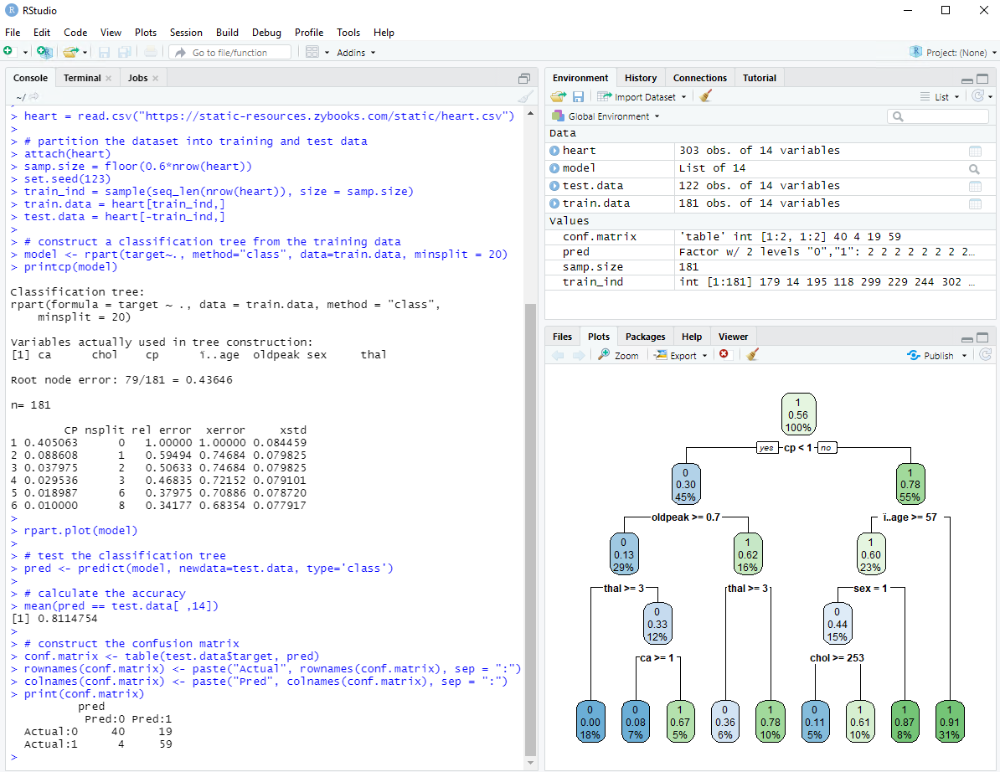 RStudio
File Edit Code View Plots Session Build Debug Profile Tools Help
Go to file/function Addins Project: (None)
Console Terminal Jobs
~/
> heart = read.csv("https://static-resources.zybooks.com/static/heart.csv")
>
> # partition the dataset into training and test data
> attach(heart)
> samp.size = floor(0.6*nrow(heart))
> set.seed(123)
> train_ind = sample(seq_len(nrow(heart)), size = samp.size)
> train.data = heart[train_ind,]
> test.data = heart[-train_ind,]
>
> # construct a classification tree from the training data
> model <- rpart(target~., method="class", data=train.data, minsplit = 20)
> printcp(model)
Classification tree:
rpart(formula = target ~ ., data = train.data, method = "class",
    minsplit = 20)
Variables actually used in tree construction:
[1] ca      chol    cp      ï..age  oldpeak sex     thal
Root node error: 79/181 = 0.43646
n= 181
        CP nsplit rel error  xerror     xstd
1 0.405063      0   1.00000 1.00000 0.084459
2 0.088608      1   0.59494 0.74684 0.079825
3 0.037975      2   0.50633 0.74684 0.079825
4 0.029536      3   0.46835 0.72152 0.079101
5 0.018987      6   0.37975 0.70886 0.078720
6 0.010000      8   0.34177 0.68354 0.077917
>
> rpart.plot(model)
>
> # test the classification tree
> pred <- predict(model, newdata=test.data, type='class')
>
> # calculate the accuracy
> mean(pred == test.data[ ,14])
[1] 0.8114754
>
> # construct the confusion matrix
> conf.matrix <- table(test.data$target, pred)
> rownames(conf.matrix) <- paste("Actual", rownames(conf.matrix), sep = ":")
> colnames(conf.matrix) <- paste("Pred", colnames(conf.matrix), sep = ":")
> print(conf.matrix)
          pred
           Pred:0 Pred:1
  Actual:0     40     19
  Actual:1      4     59
>
Environment History Connections Tutorial
Import Dataset List
Global Environment
Data
heart 303 obs. of 14 variables
model List of 14
test.data 122 obs. of 14 variables
train.data 181 obs. of 14 variables
Values
conf.matrix 'table' int [1:2, 1:2] 40 4 19 59
pred Factor w/ 2 levels "0","1": 2 2 2 2 2 2 2 2…
samp.size 181
train_ind int [1:181] 179 14 195 118 299 229 244 302 …
Files Plots Packages Help Viewer
Zoom Export Publish
1
0.56
100%
yes cp < 1 no
0 1
0.30 0.78
45% 55%
oldpeak >= 0.7 ï..age >= 57
0 1 1
0.13 0.62 0.60
29% 16% 23%
thal >= 3 thal >= 3 sex = 1
0 0
0.33 0.44
12% 15%
ca >= 1 chol >= 253
0 0 1 0 1 0 1 1 1
0.00 0.08 0.67 0.36 0.78 0.11 0.61 0.87 0.91
18% 7% 5% 6% 10% 5% 10% 8% 31%